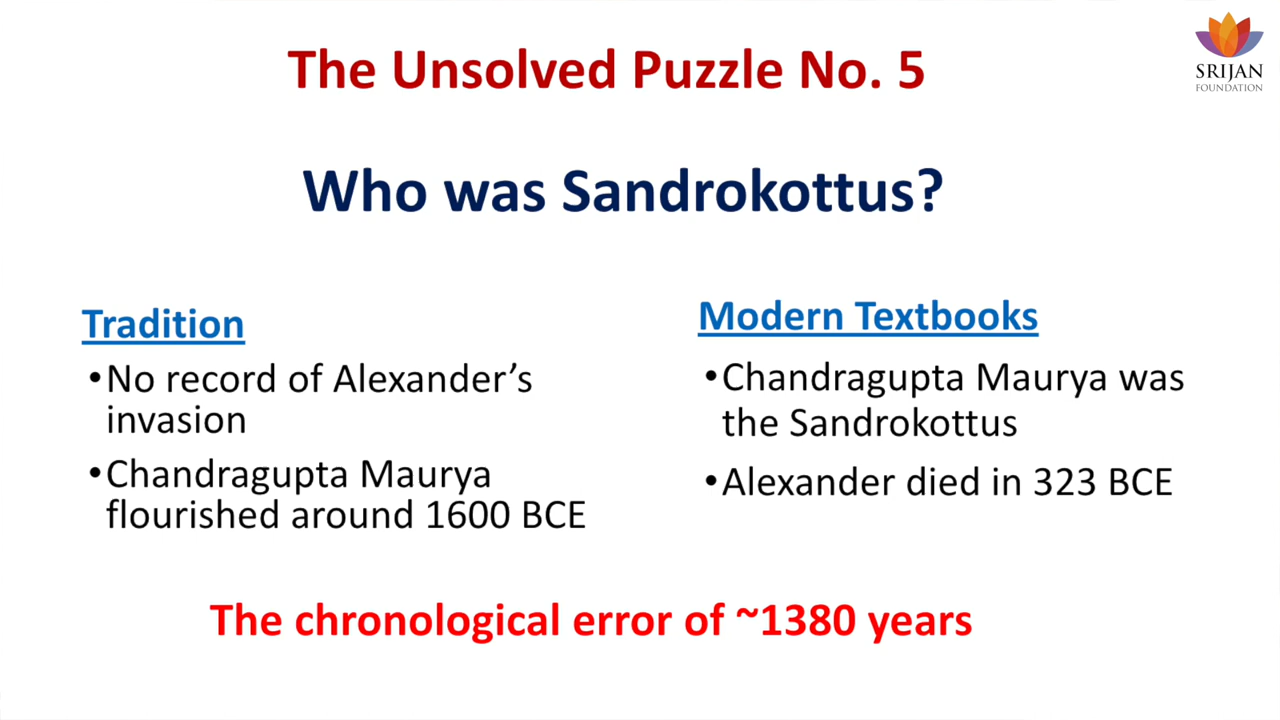 The Unsolved Puzzle No. 5
SRIJAN
FOUNDATION
Who was Sandrokottus?
Tradition
•No record of Alexander’s
invasion
•Chandragupta Maurya
flourished around 1600 BCE
Modern Textbooks
•Chandragupta Maurya was
the Sandrokottus
•Alexander died in 323 BCE
The chronological error of ~1380 years